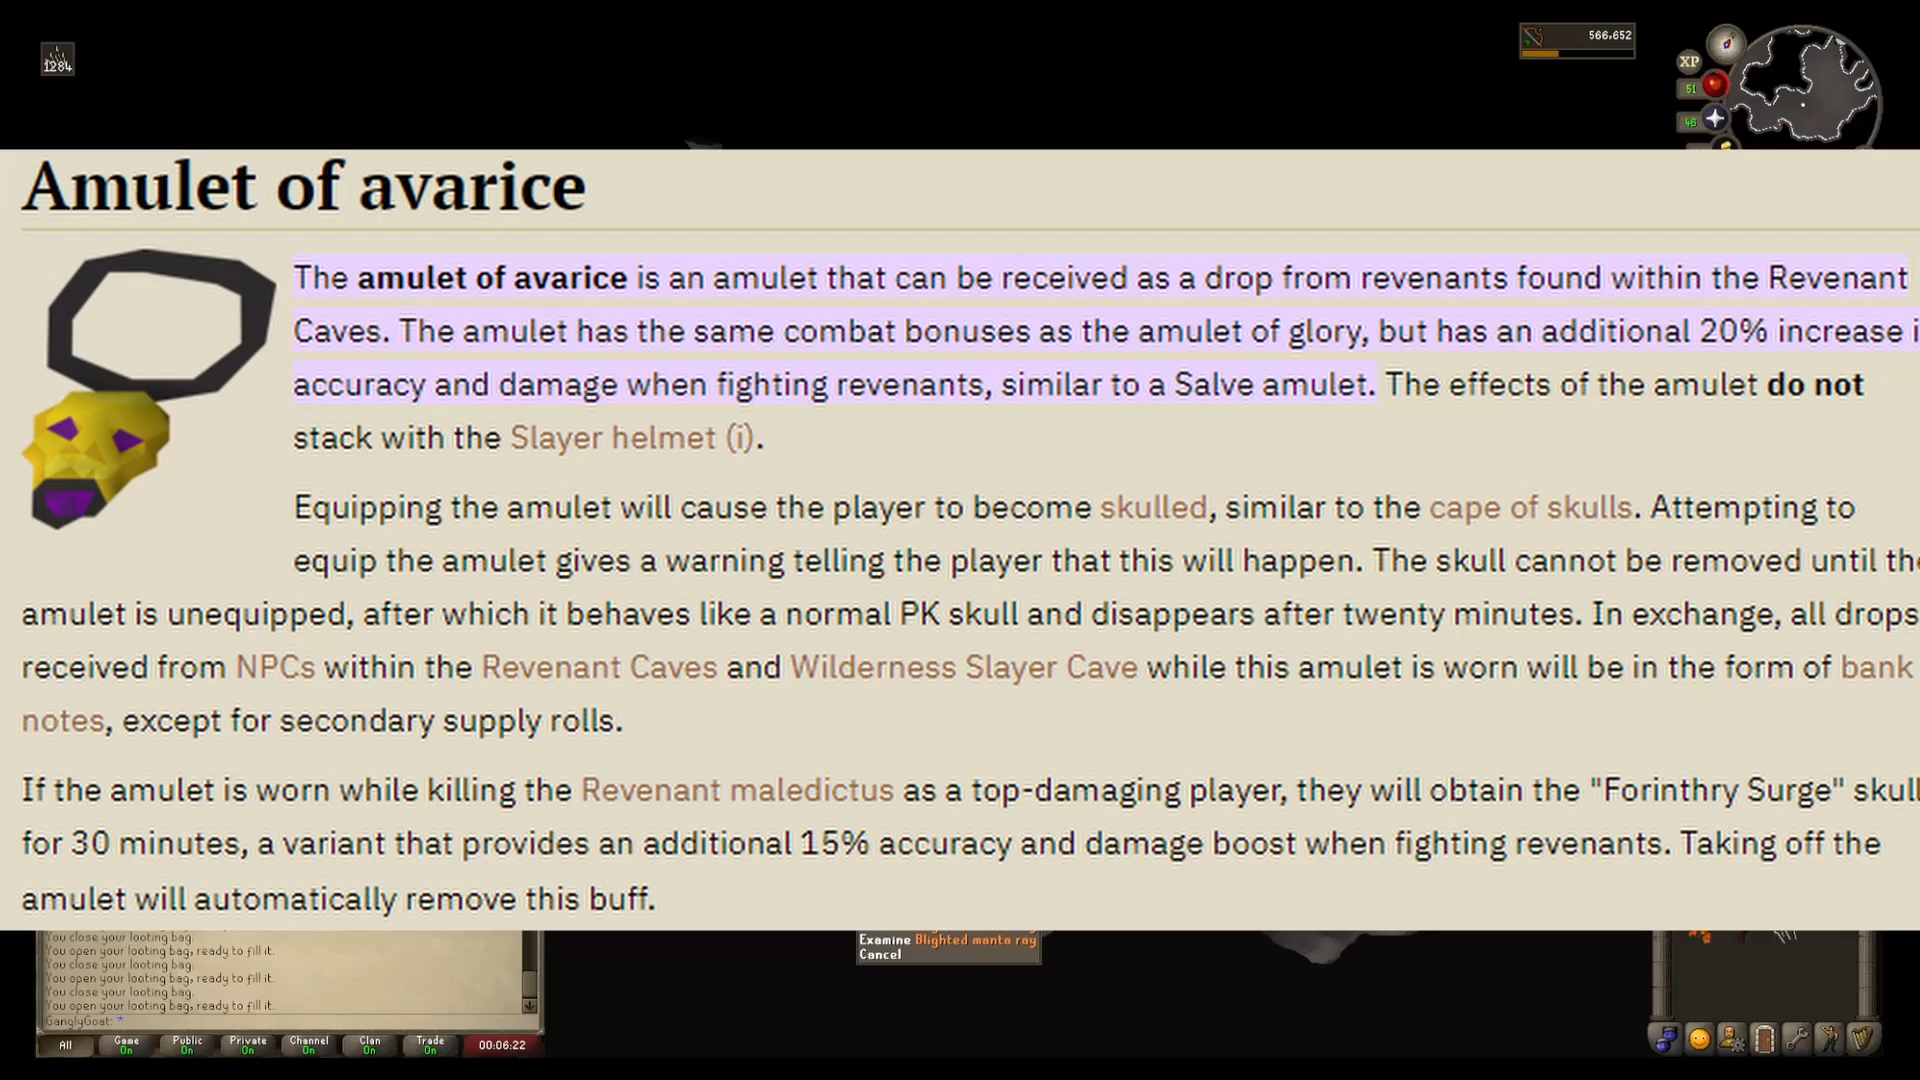 1284
566,652
XP
51
46
Amulet of avarice
The amulet of avarice is an amulet that can be received as a drop from revenants found within the Revenant
Caves. The amulet has the same combat bonuses as the amulet of glory, but has an additional 20% increase i
accuracy and damage when fighting revenants, similar to a Salve amulet. The effects of the amulet do not
stack with the Slayer helmet (i).
Equipping the amulet will cause the player to become skulled, similar to the cape of skulls. Attempting to
equip the amulet gives a warning telling the player that this will happen. The skull cannot be removed until the
amulet is unequipped, after which it behaves like a normal PK skull and disappears after twenty minutes. In exchange, all drops
received from NPCs within the Revenant Caves and Wilderness Slayer Cave while this amulet is worn will be in the form of bank
notes, except for secondary supply rolls.
If the amulet is worn while killing the Revenant maledictus as a top-damaging player, they will obtain the "Forinthry Surge" skull
for 30 minutes, a variant that provides an additional 15% accuracy and damage boost when fighting revenants. Taking off the
amulet will automatically remove this buff.
You close your looting bag.
You open your looting bag, ready to fill it.
You close your looting bag.
You open your looting bag, ready to fill it.
You close your looting bag.
You open your looting bag, ready to fill it.
GanglyGoat: *
Examine Blighted manta ray
Cancel
All Game Public Private Channel Clan Trade 00:06:22
On On On On On On